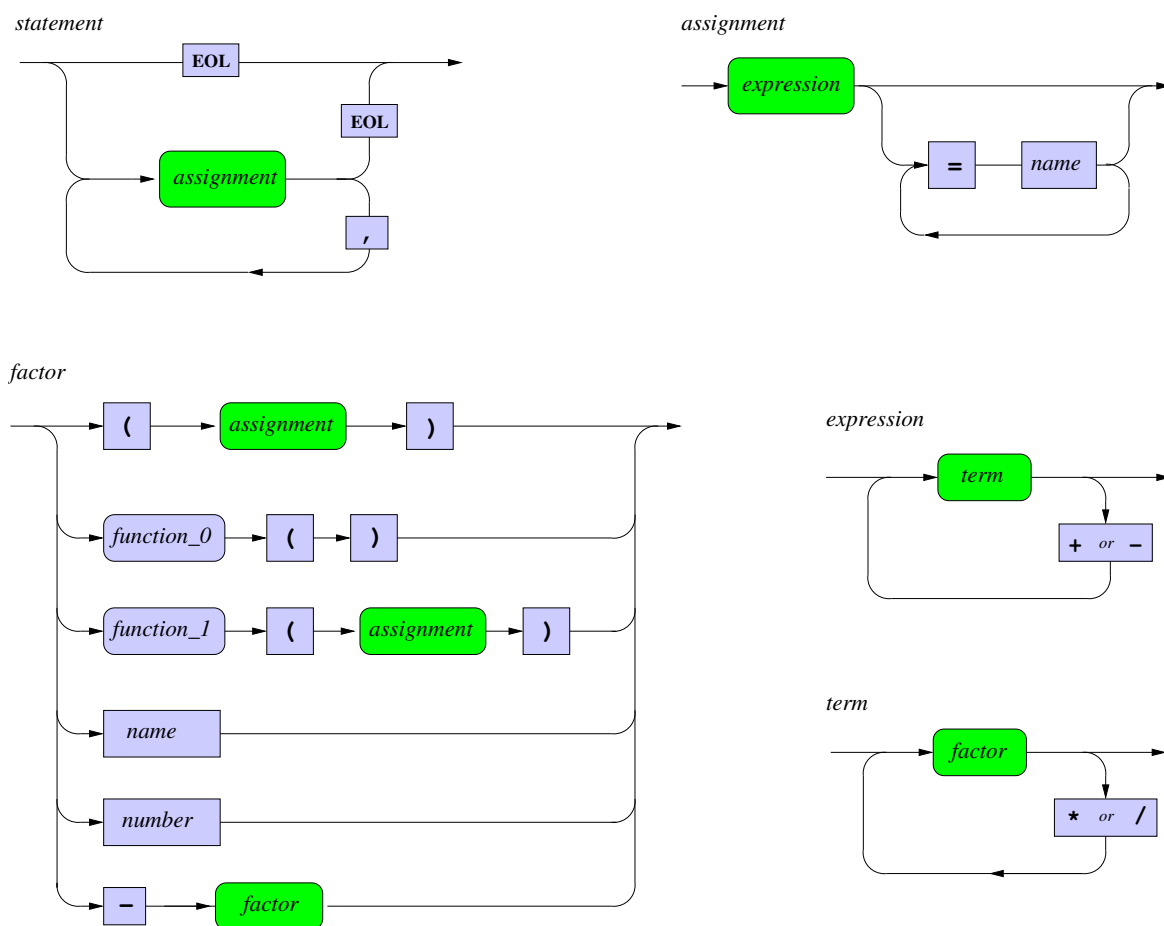 statement
EOL
EOL
assignment
,
assignment
expression
= name
factor
( assignment )
function_0 ( )
function_1 ( assignment )
name
number
- factor
expression
term
+ or -
term
factor
* or /